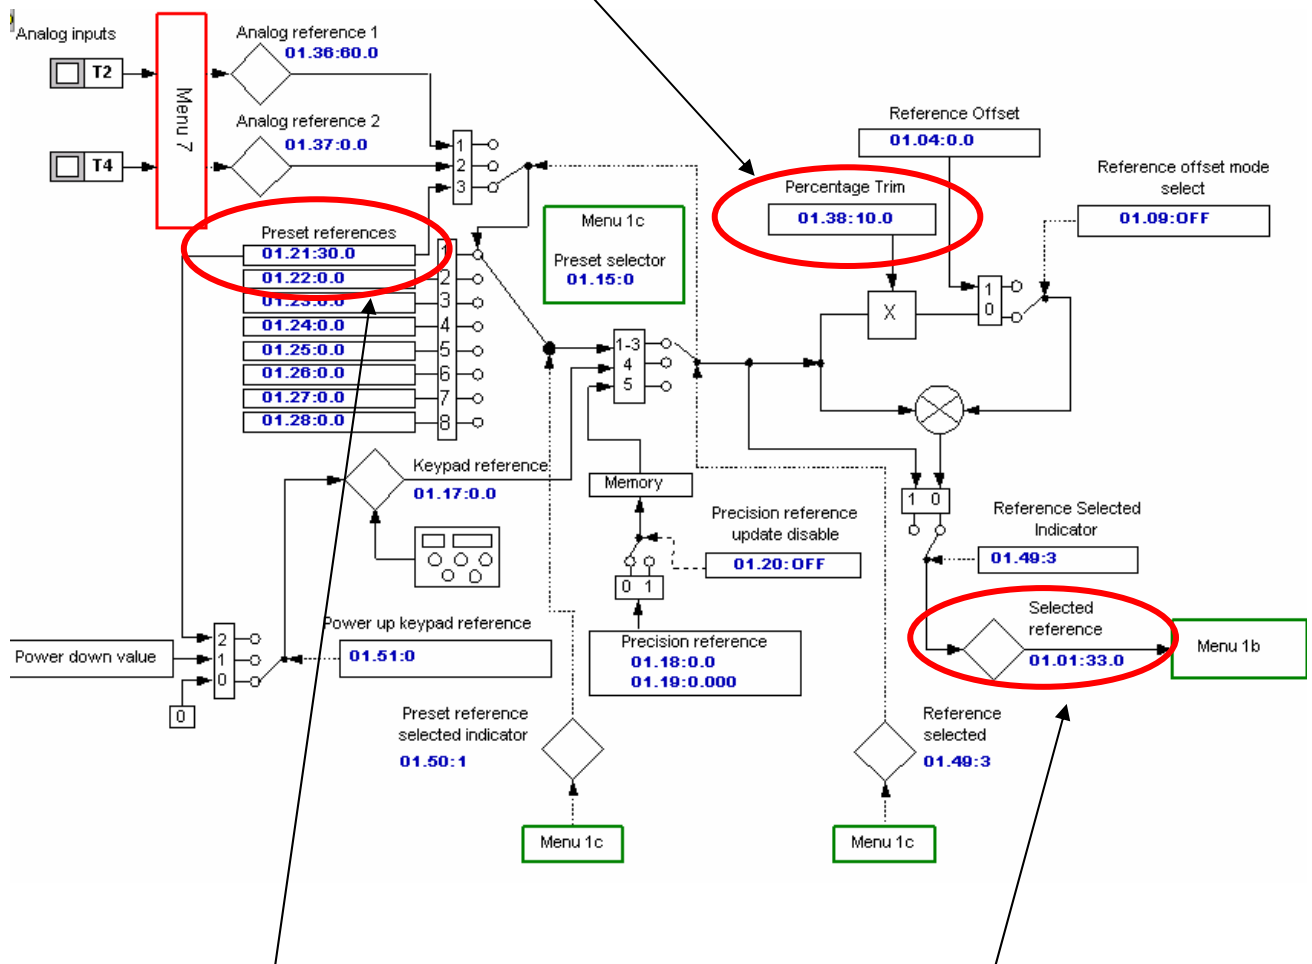 Analog inputs
T2
T4
Menu 7
Analog reference 1
01.36:60.0
Analog reference 2
01.37:0.0
1
2
3
Preset references
01.21:30.0
01.22:0.0
01.23:0.0
01.24:0.0
01.25:0.0
01.26:0.0
01.27:0.0
01.28:0.0
1
2
3
4
5
6
7
8
Menu 1c
Preset selector
01.15:0
Reference Offset
01.04:0.0
Percentage Trim
01.38:10.0
X
Reference offset mode
select
01.09:OFF
1
0
1-3
4
5
Keypad reference
01.17:0.0
Memory
Precision reference
update disable
01.20:OFF
0 1
Precision reference
01.18:0.0
01.19:0.000
1 0
Reference Selected
Indicator
01.49:3
Selected
reference
01.01:33.0
Menu 1b
Power up keypad reference
01.51:0
Power down value
2
1
0
0
Preset reference
selected indicator
01.50:1
Menu 1c
Reference
selected
01.49:3
Menu 1c